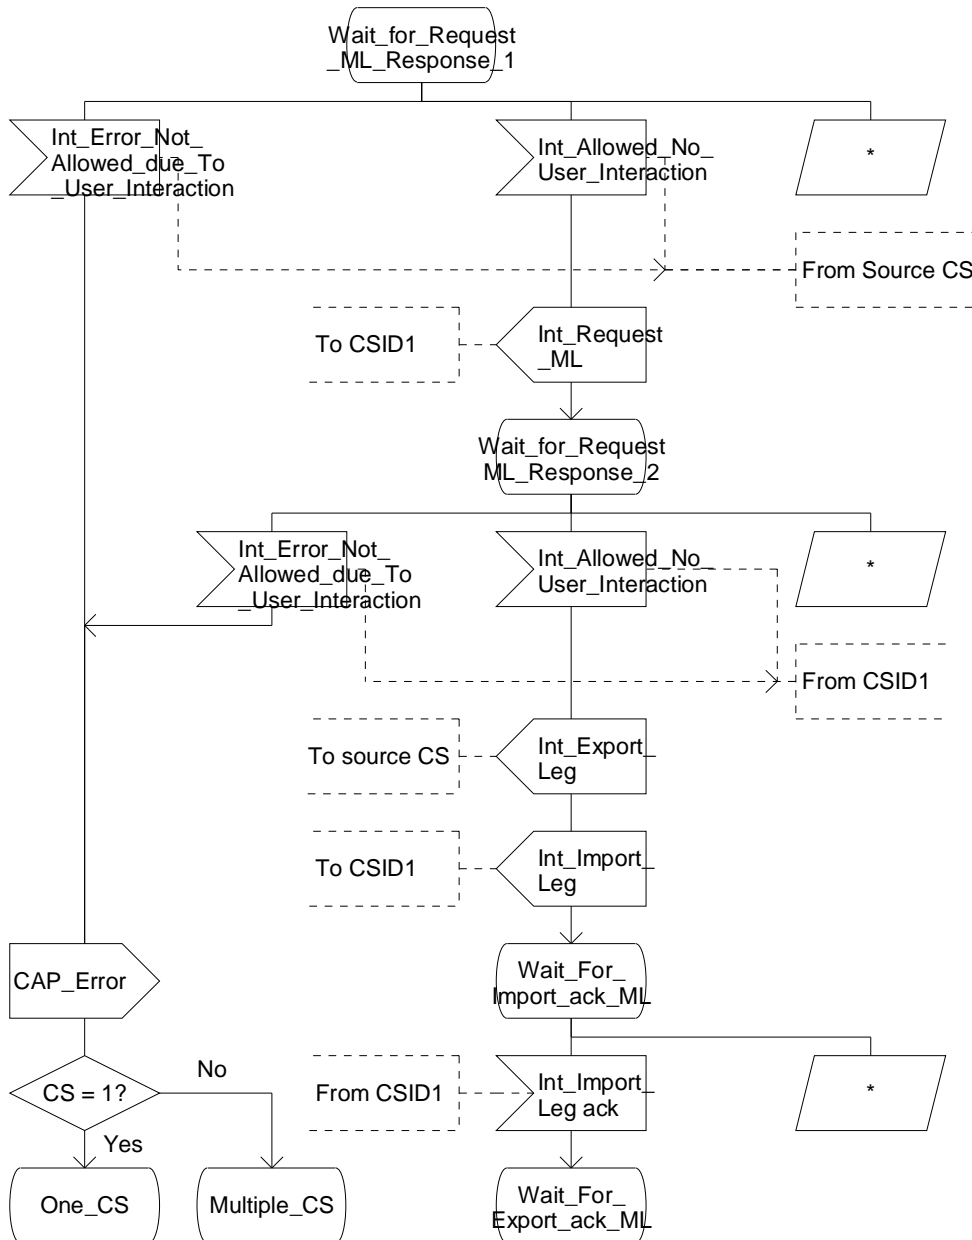 Wait_for_Request
_ML_Response_1
Int_Error_Not_
Allowed_due_To
_User_Interaction
Int_Allowed_No_
User_Interaction
*
From Source CS
To CSID1
Int_Request
_ML
Wait_for_Request
ML_Response_2
Int_Error_Not_
Allowed_due_To
_User_Interaction
Int_Allowed_No_
User_Interaction
*
From CSID1
To source CS
Int_Export_
Leg
To CSID1
Int_Import_
Leg
CAP_Error
Wait_For_
Import_ack_ML
CS = 1?
No
Yes
From CSID1
Int_Import_
Leg ack
*
One_CS
Multiple_CS
Wait_For_
Export_ack_ML